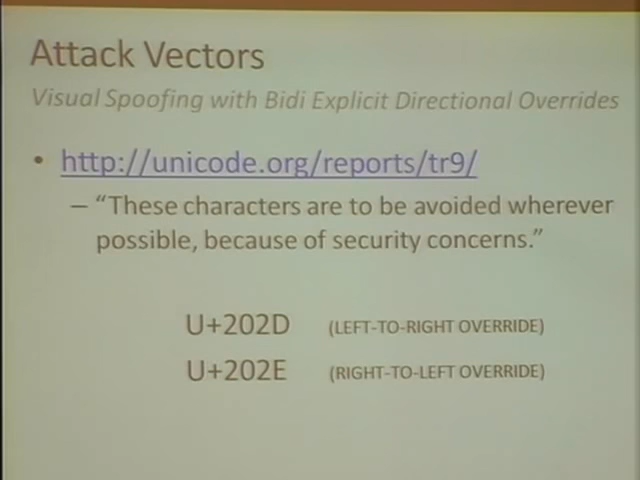 Attack Vectors
Visual Spoofing with Bidi Explicit Directional Overrides
• http://unicode.org/reports/tr9/
– “These characters are to be avoided wherever
possible, because of security concerns.”
U+202D (LEFT-TO-RIGHT OVERRIDE)
U+202E (RIGHT-TO-LEFT OVERRIDE)